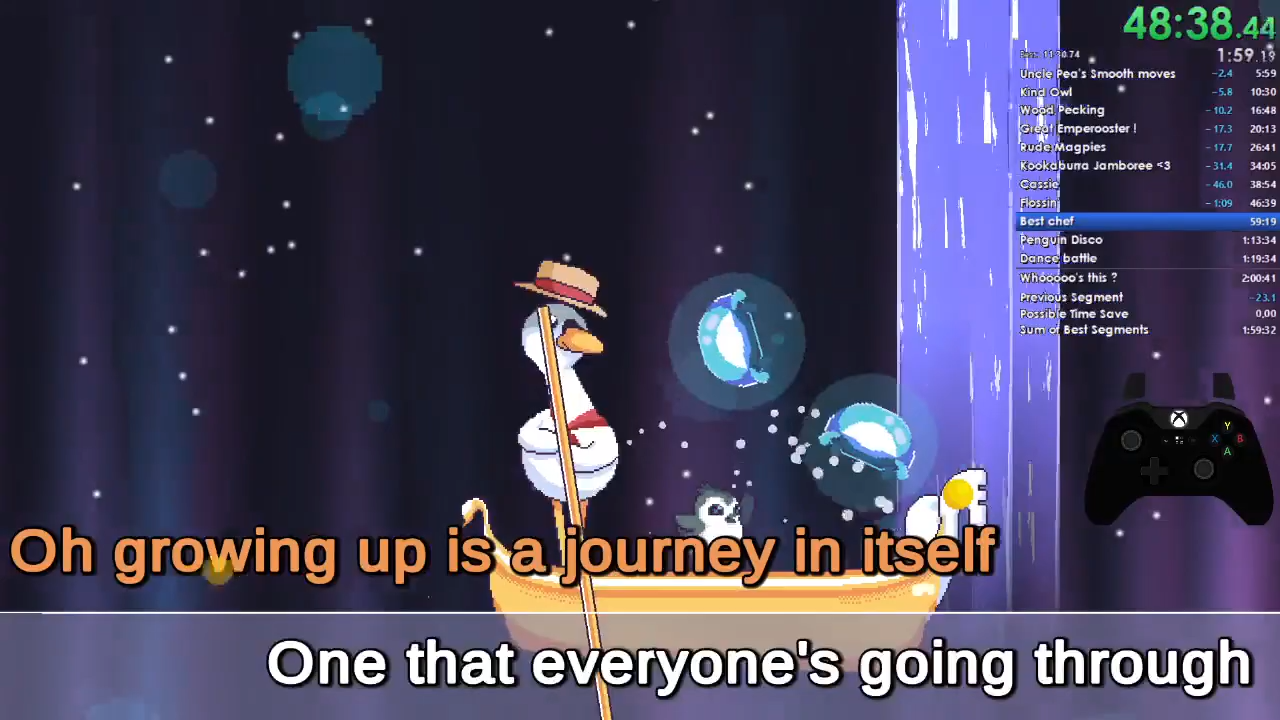 48:38.44
1:59.19
Uncle Pea's Smooth moves -2.4 5:59
Kind Owl -5.8 10:30
Wood Pecking -10.2 16:48
Great Emperooster ! -17.3 20:13
Rude Magpies -17.7 26:41
Kookaburra Jamboree <3 -31.4 34:05
Cassie -46.0 38:54
Flossin' -1:09 46:39
Best chef 59:19
Penguin Disco 1:13:34
Dance battle 1:19:34
Whooooo's this ? 2:00:41
Previous Segment -23.1
Possible Time Save 0,00
Sum of Best Segments 1:59:32
Y
X B
A
Oh growing up is a journey in itself
One that everyone's going through